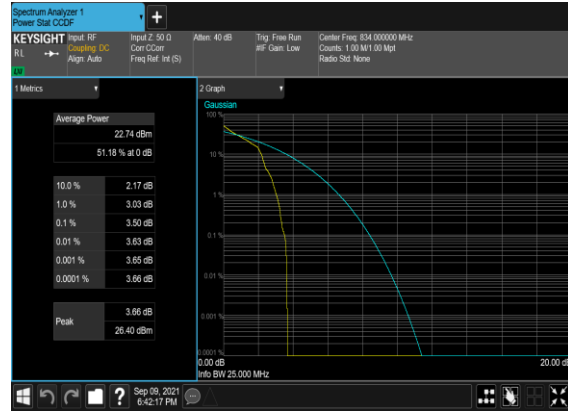 Spectrum Analyzer 1
Power Stat CCDF
KEYSIGHT
Input: RF
Input Z: 50 Ω
Atten: 40 dB
Trig: Free Run
Center Freq: 834.000000 MHz
RL
Coupling: DC
Corr CCorr
#IF Gain: Low
Counts: 1.00 M/1.00 Mpt
Align: Auto
Freq Ref: Int (S)
Radio Std: None
1 Metrics
2 Graph
Gaussian
Average Power
22.74 dBm
51.18 % at 0 dB
10.0 %
2.17 dB
1.0 %
3.03 dB
0.1 %
3.50 dB
0.01 %
3.63 dB
0.001 %
3.65 dB
0.0001 %
3.66 dB
Peak
3.66 dB
26.40 dBm
100 %
10 %
1 %
0.1 %
0.01 %
0.001 %
0.0001 %
0.00 dB
20.00 dB
Info BW 25.000 MHz
?
Sep 09, 2021
6:42:17 PM